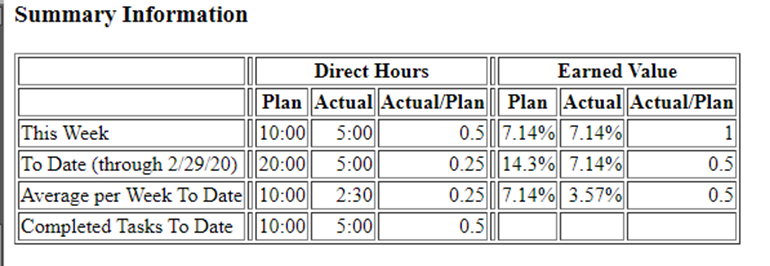 Summary Information
Direct Hours Earned Value
Plan Actual Actual/Plan Plan Actual Actual/Plan
This Week 10:00 5:00 0.5 7.14% 7.14% 1
To Date (through 2/29/20) 20:00 5:00 0.25 14.3% 7.14% 0.5
Average per Week To Date 10:00 2:30 0.25 7.14% 3.57% 0.5
Completed Tasks To Date 10:00 5:00 0.5